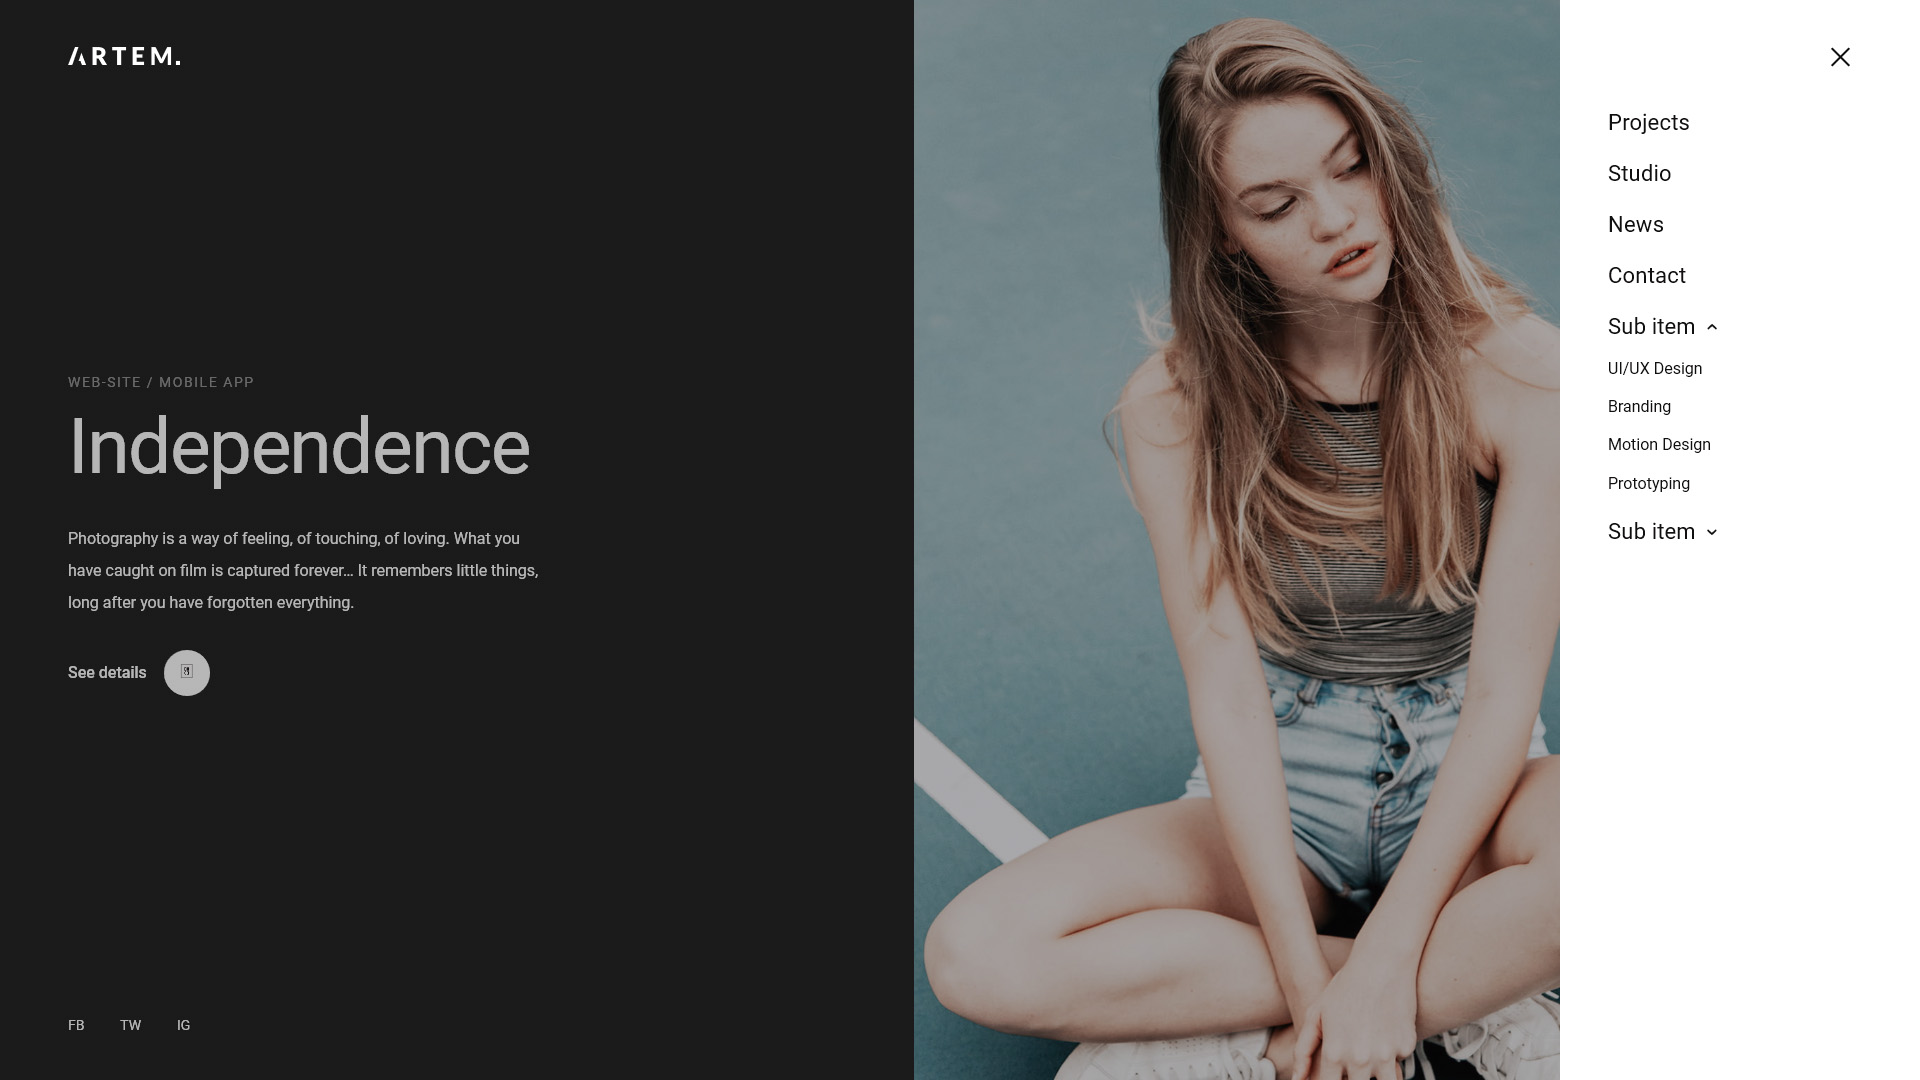 ARTEM.
WEB-SITE / MOBILE APP
Independence
Photography is a way of feeling, of touching, of loving. What you
have caught on film is captured forever... It remembers little things,
long after you have forgotten everything.
See details
FB TW IG
Projects
Studio
News
Contact
Sub item
UI/UX Design
Branding
Motion Design
Prototyping
Sub item